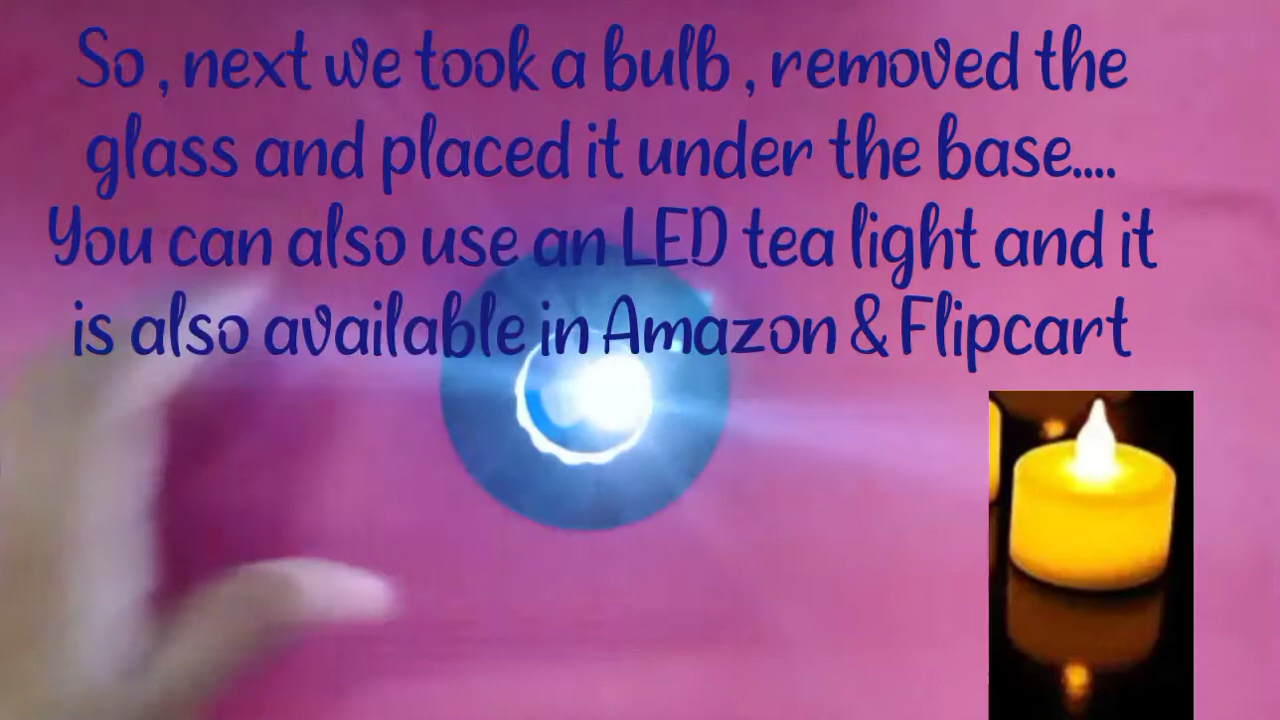 So , next we took a bulb , removed the
glass and placed it under the base....
You can also use an LED tea light and it
is also available in Amazon & Flipcart